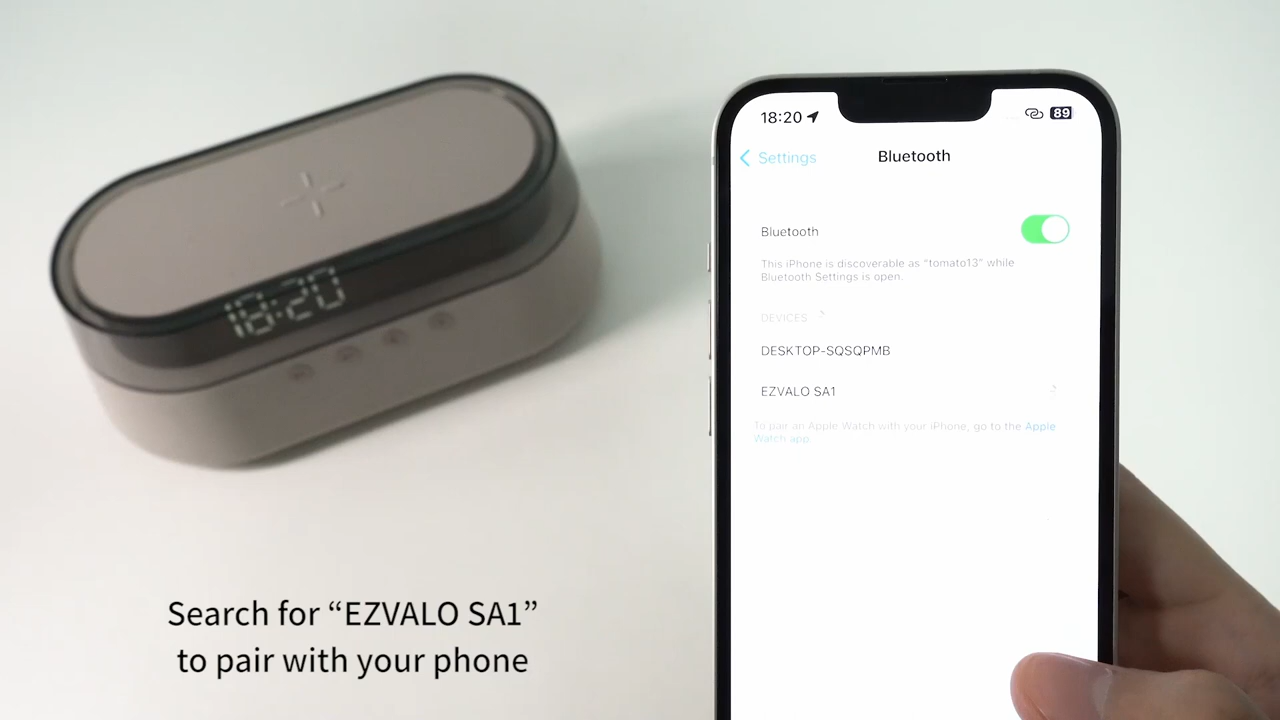 18:20
Search for “EZVALO SA1”
to pair with your phone
18:20
89
Settings
Bluetooth
Bluetooth
This iPhone is discoverable as “tomato13” while
Bluetooth Settings is open.
DEVICES
DESKTOP-SQSQPMB
EZVALO SA1
To pair an Apple Watch with your iPhone, go to the Apple
Watch app.